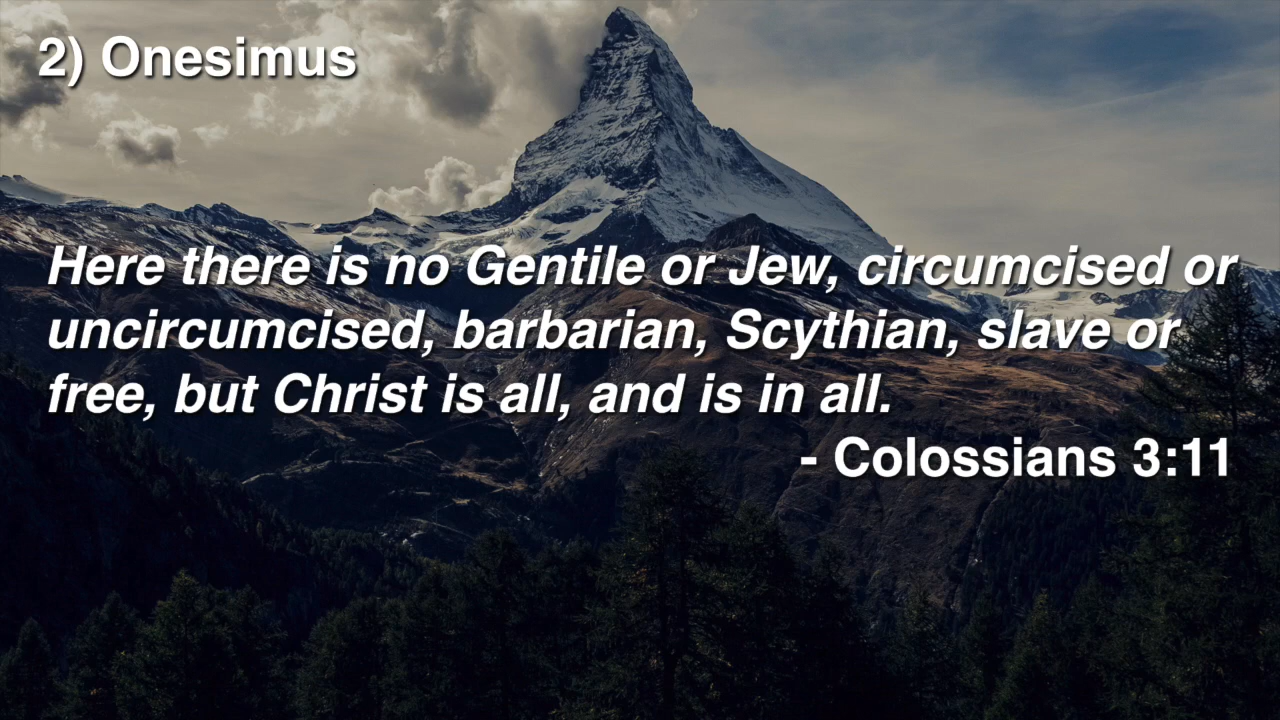 2) Onesimus
Here there is no Gentile or Jew, circumcised or
uncircumcised, barbarian, Scythian, slave or
free, but Christ is all, and is in all.
- Colossians 3:11